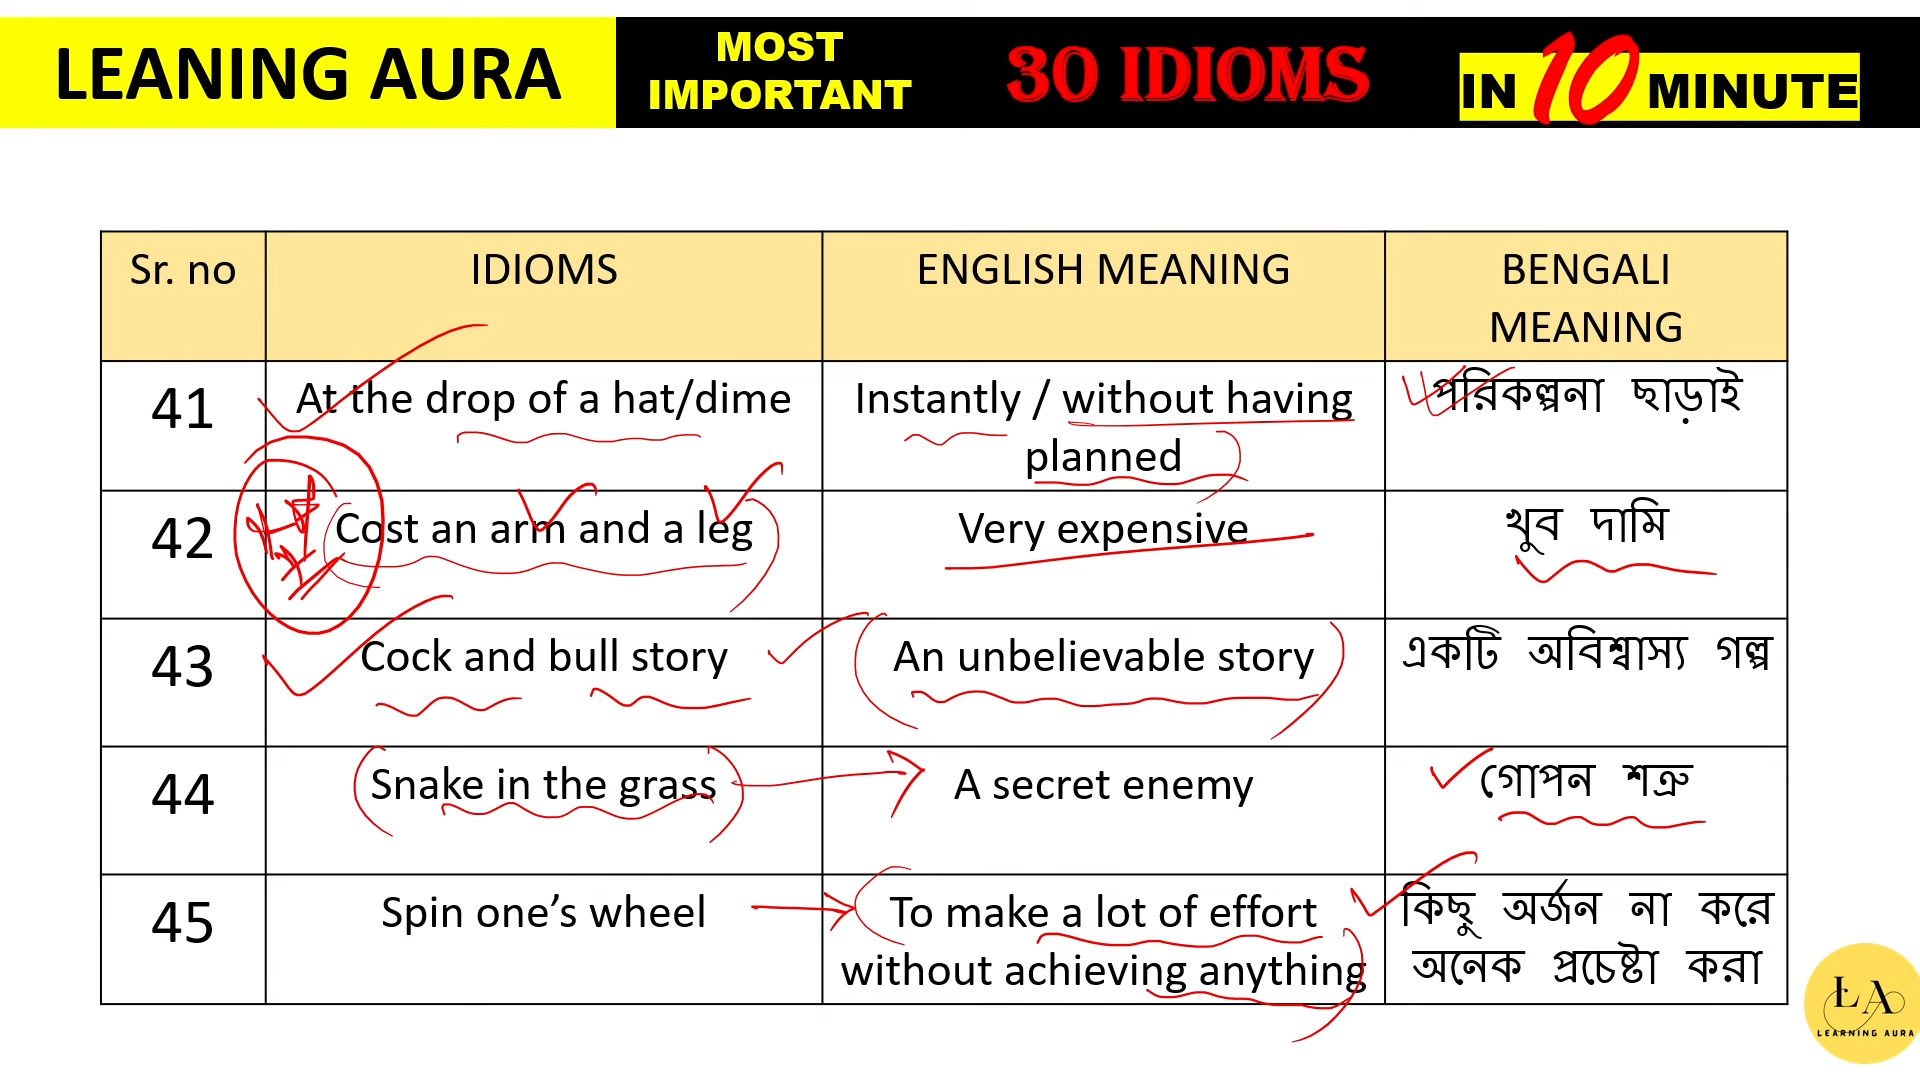 LEANING AURA
MOST
IMPORTANT
30 IDIOMS
IN 10 MINUTE
Sr. no IDIOMS ENGLISH MEANING BENGALI
MEANING
41 At the drop of a hat/dime Instantly / without having পরিকল্পনা ছাড়াই
planned
42 Cost an arm and a leg Very expensive খুব দামি
43 Cock and bull story An unbelievable story একটি অবিশ্বাস্য গল্প
44 Snake in the grass A secret enemy গোপন শত্রু
45 Spin one’s wheel To make a lot of effort কিছু অর্জন না করে
without achieving anything অনেক প্রচেষ্টা করা
LA
LEARNING AURA